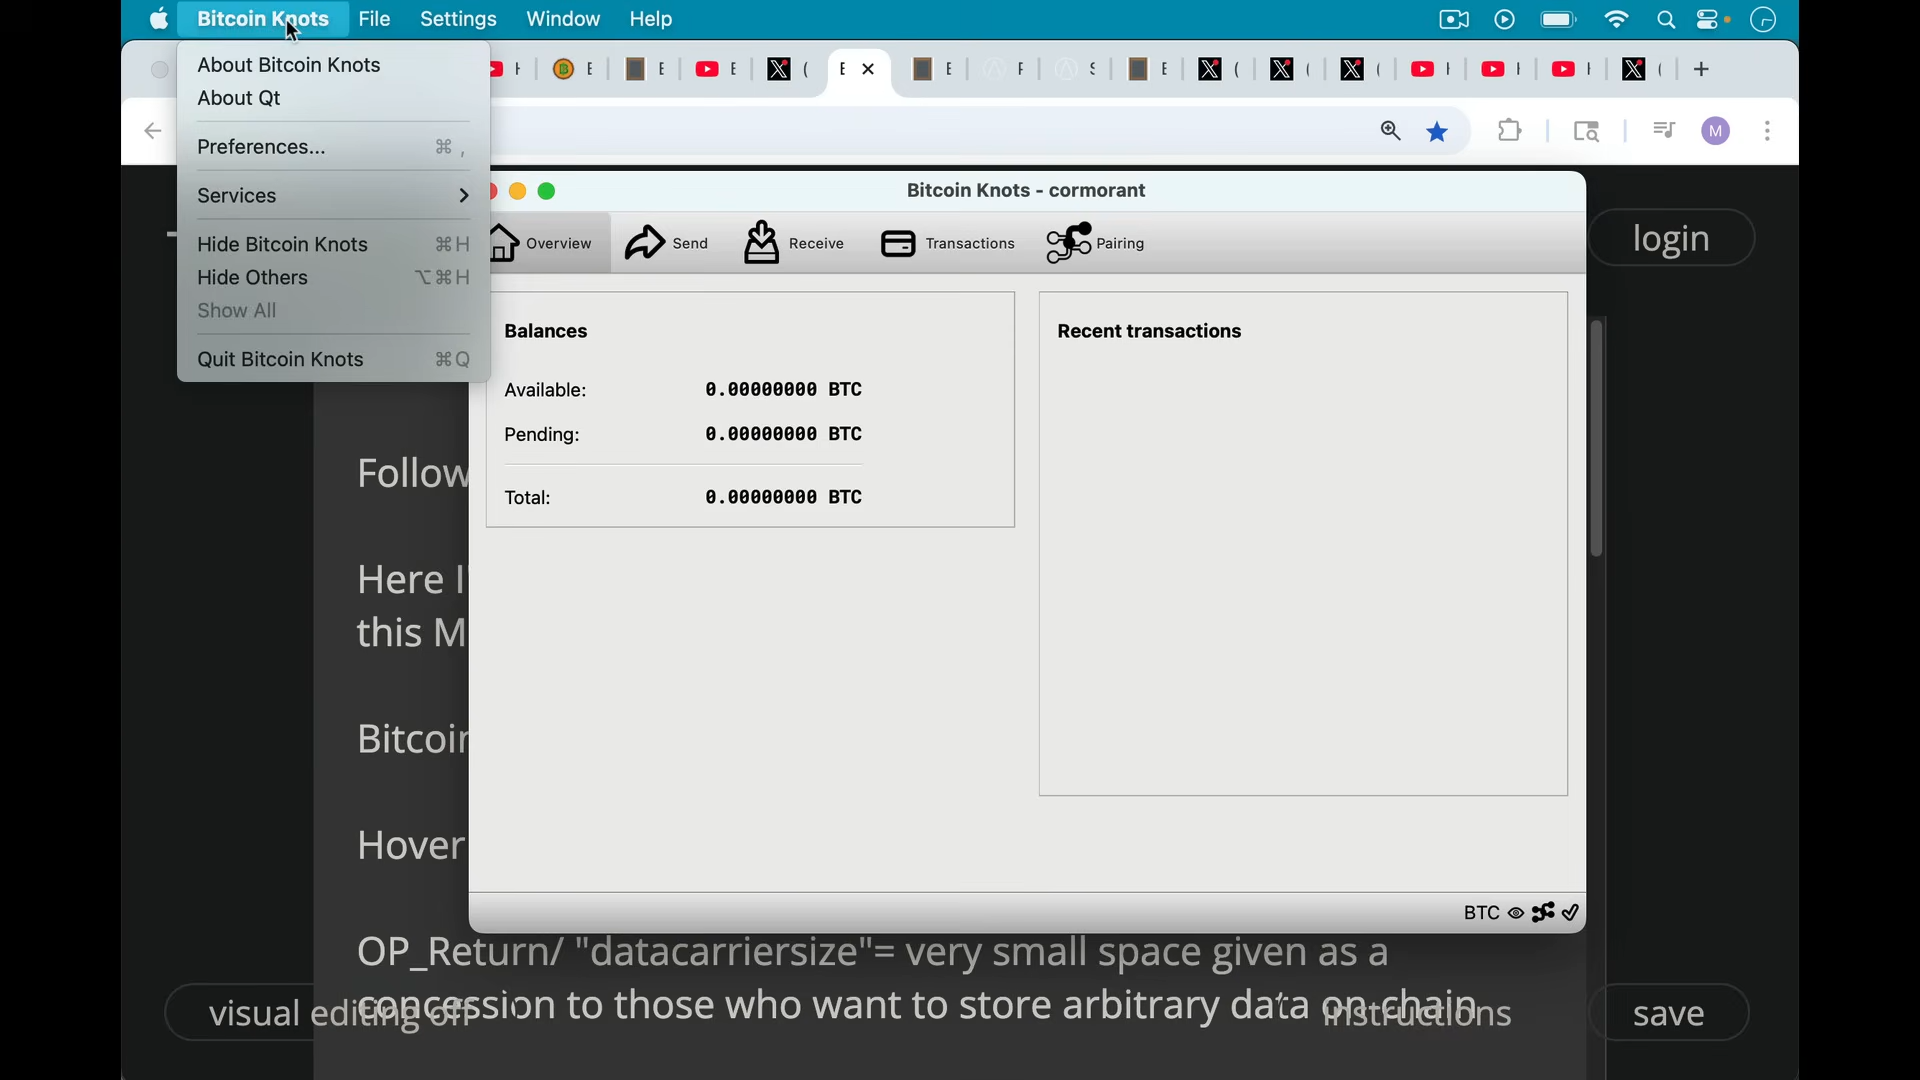 Bitcoin Knots File Settings Window Help
About Bitcoin Knots
About Qt
Preferences... ⌘ ,
Services
Hide Bitcoin Knots ⌘H
Hide Others ⌥⌘H
Show All
Quit Bitcoin Knots ⌘Q
M
Bitcoin Knots - cormorant
Overview Send Receive Transactions Pairing
login
Balances
Available: 0.00000000 BTC
Pending: 0.00000000 BTC
Total: 0.00000000 BTC
Recent transactions
Follow
Here I'
this M
Bitcoin
Hover
BTC
OP_Return/ "datacarriersize"= very small space given as a
concession to those who want to store arbitrary data on-chain
visual editing off
instructions
save